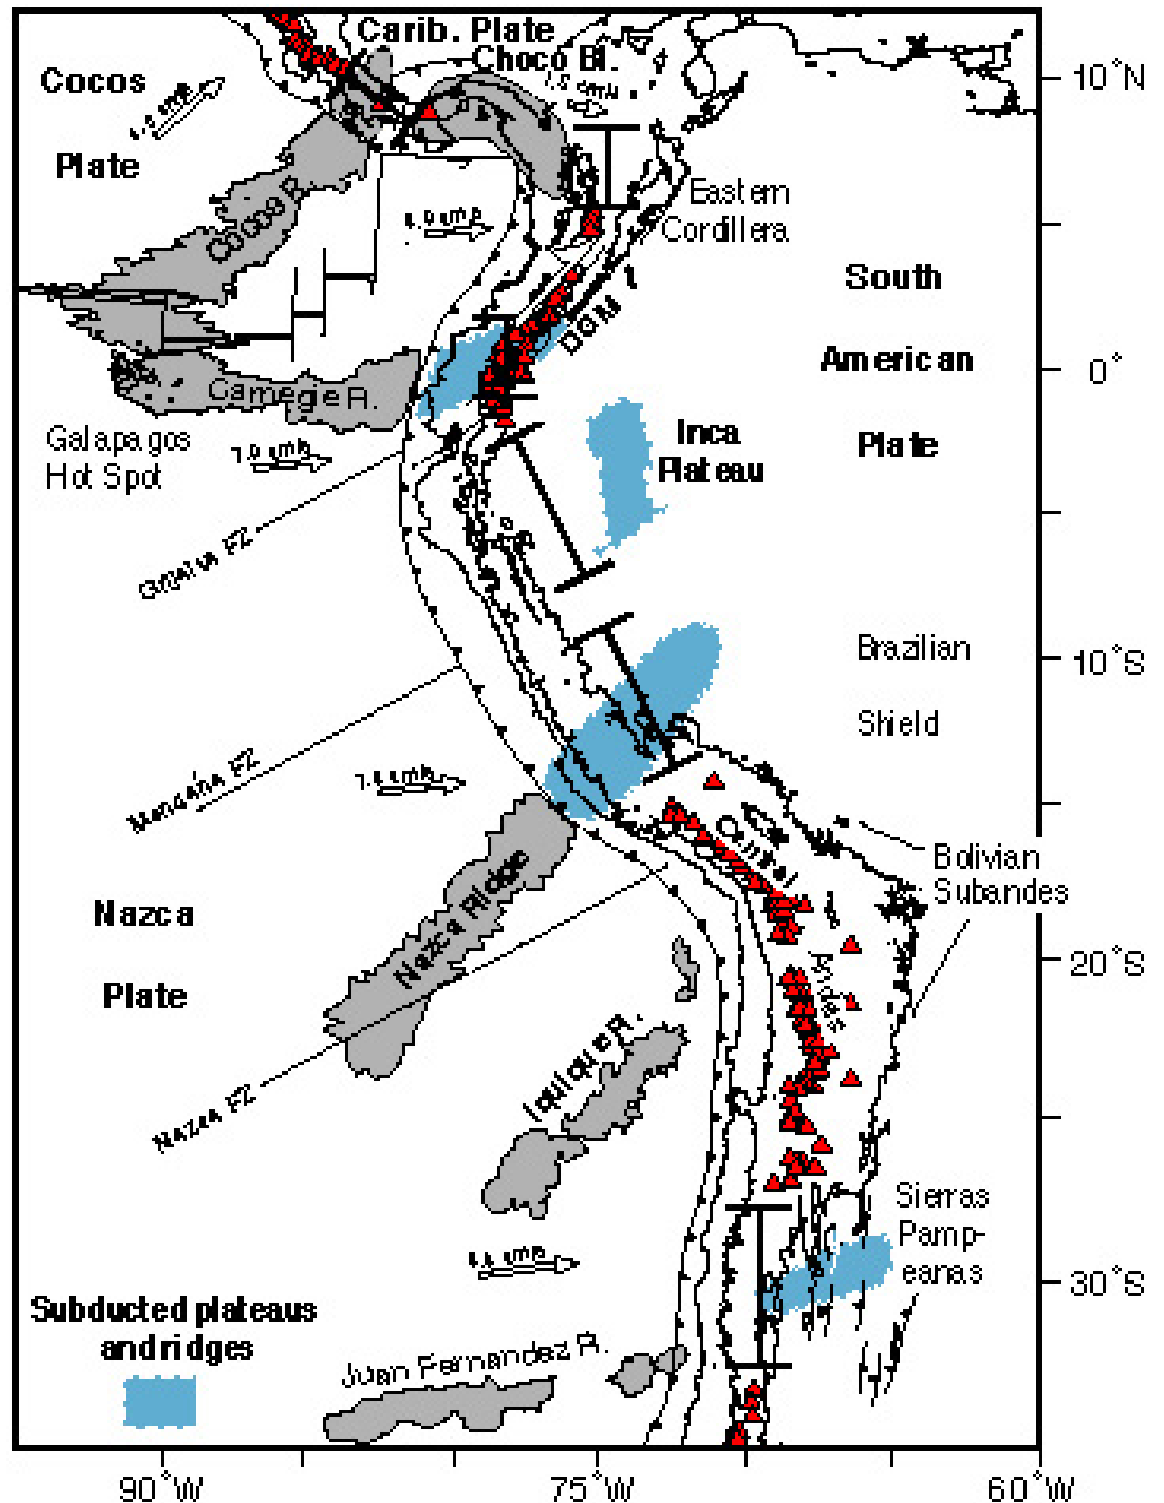 Carib. Plate
Choco Bl.
Cocos
Plate
10°N
Cocos R.
Eastern
Cordillera
South
American
Plate
DGM
0°
Carnegie R.
Galapagos
Hot Spot
Inca
Plateau
Grijalva FZ
Brazilian
Shield
10°S
Mendaña FZ
Nazca
Plate
Nazca Ridge
Nazca FZ
Bolivian
Subandes
Andes
20°S
Iquique R.
Sierras
Pamp-
eanas
30°S
Subducted plateaus
andridges
Juan Fernandez R.
90°W
75°W
60°W